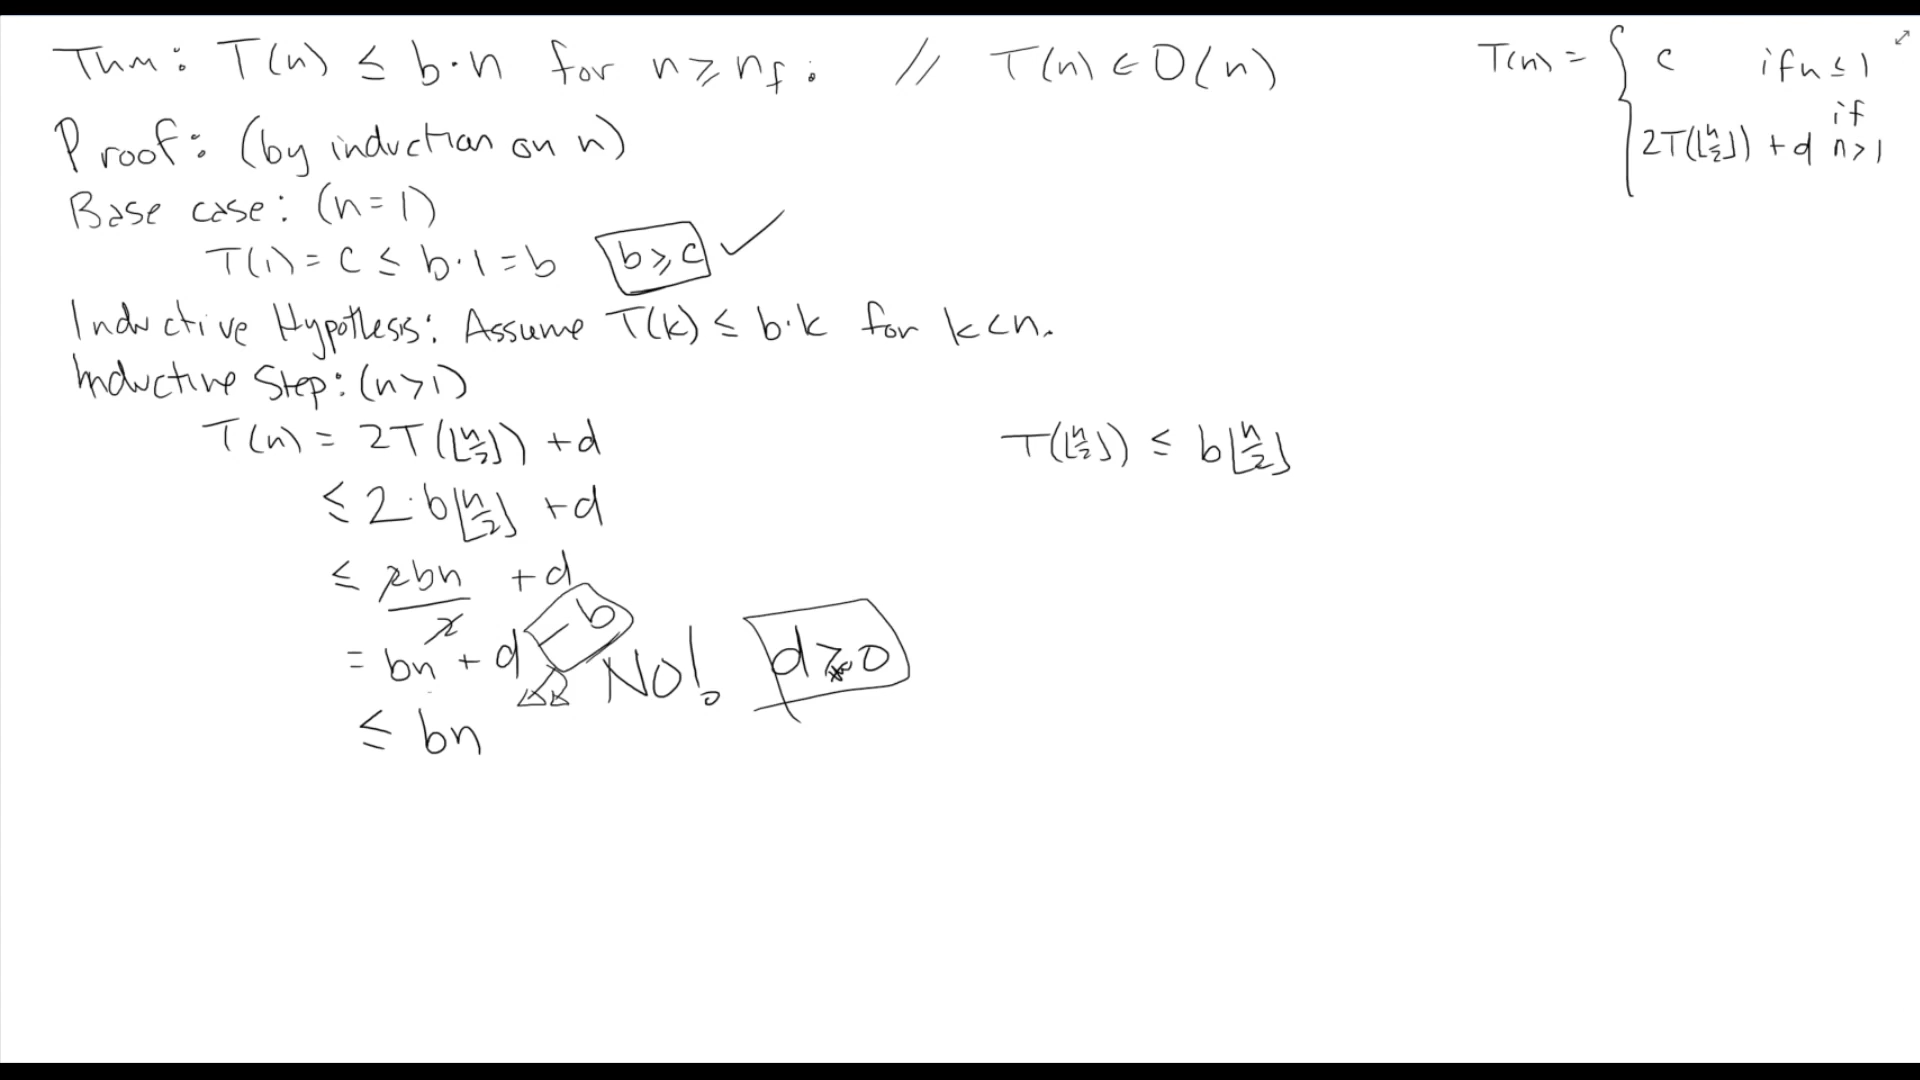 Thm: T(n) ≤ b·n for n ≥ n_f: // T(n) ∈ O(n)
T(n) = { c if n ≤ 1
2T(⌊n/2⌋) + d if n > 1
Proof: (by induction on n)
Base case: (n=1)
T(1) = c ≤ b·1 = b b ≥ c ✓
Inductive Hypothesis: Assume T(k) ≤ b·k for k < n.
Inductive Step: (n>1)
T(n) = 2T(⌊n/2⌋) + d T(⌊n/2⌋) ≤ b⌊n/2⌋
≤ 2·b⌊n/2⌋ + d
≤ 2bn/2 + d
= bn + d - b No! d ≥ 0
≤ bn